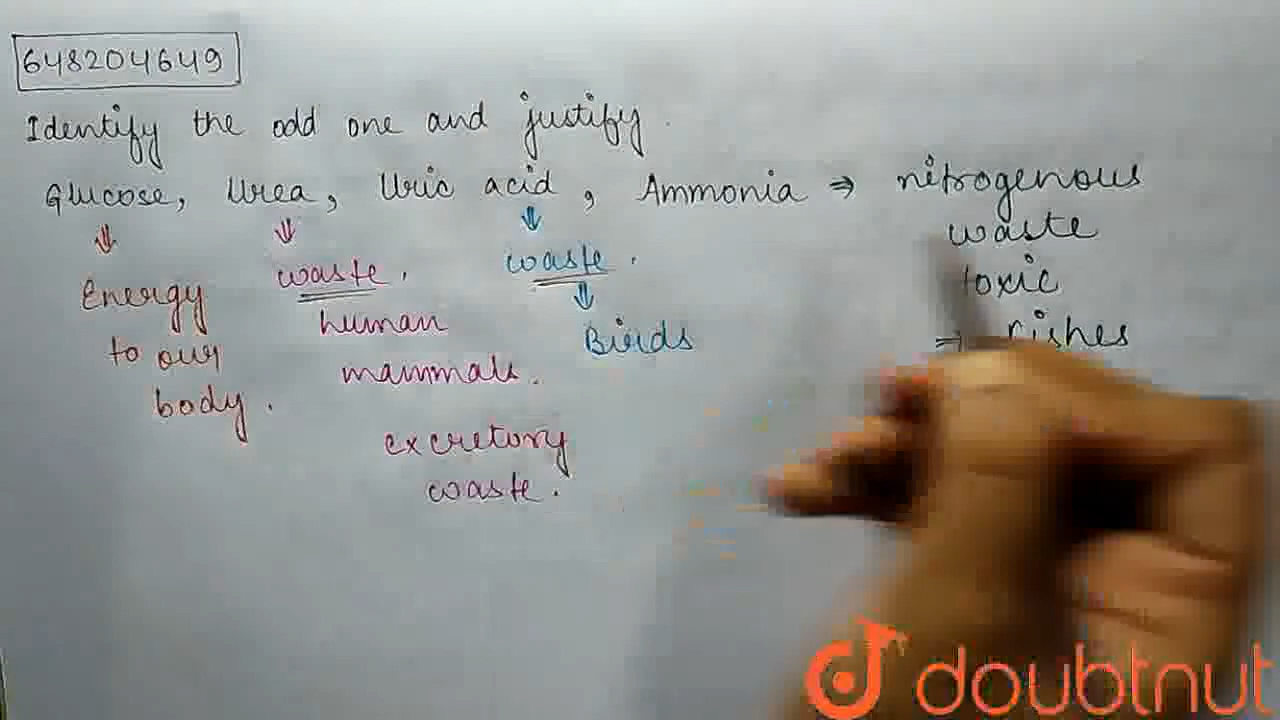 648204649
Identify the odd one and justify.
Glucose, Urea, Uric acid, Ammonia ⇒ nitrogenous
waste
toxic
⇒ fishes
⇓ ⇓ ⇓
Energy
to our
body.
waste.
human
mammals.
excretory
waste.
waste.
⇓
Birds
doubtnut